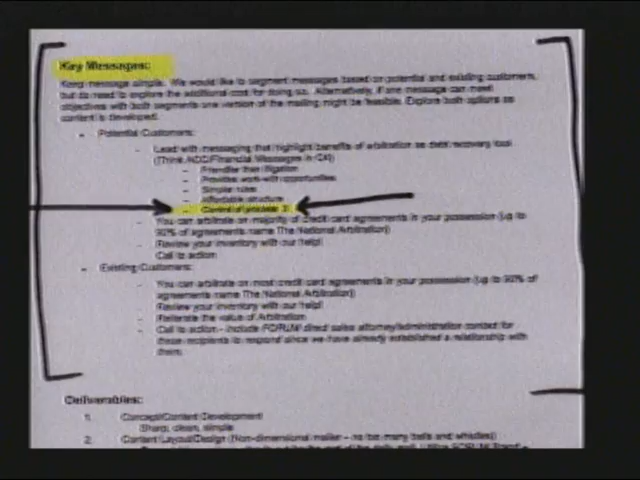 Key Messages:
Keep message simple. We would like to segment messages based on potential and existing customers,
but do need to explore the additional cost for doing so. Alternatively, if one message can meet
objectives with both segments one version of the mailing might be feasible. Explore both options as
content is developed.
Potential Customers:
- Lead with messaging that highlight benefits of arbitration as debt recovery tool
(Think ACC/Financial Messages in Q4)
- Friendlier than litigation
- Provides work-with opportunities
- Simpler rules
- Affordable structure
- Control of process
- You can arbitrate on majority of credit card agreements in your possession (up to
90% of agreements name The National Arbitration)
- Review your inventory with our help!
- Call to action
Existing Customers:
- You can arbitrate on most credit card agreements in your possession (up to 90% of
agreements name The National Arbitration)
- Review your inventory with our help!
- Reiterate the value of Arbitration
- Call to action - include FORUM direct sales attorney/administration contact for
these recipients to respond since we have already established a relationship with
them.
Deliverables:
1. Concept/Content Development
Sharp, clean, simple
2. Content Layout/Design (Non-dimensional mailer - no too many bells and whistles)